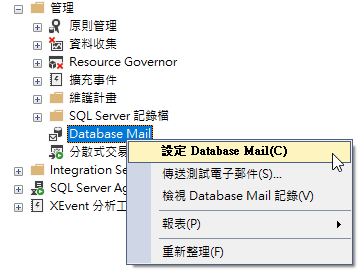 管理
原則管理
資料收集
Resource Governor
擴充事件
維護計畫
SQL Server 記錄檔
Database Mail
分散式交易
Integration Serv
SQL Server Ag
XEvent 分析工
設定 Database Mail(C)
傳送測試電子郵件(S)...
檢視 Database Mail 記錄(V)
報表(P)
重新整理(F)